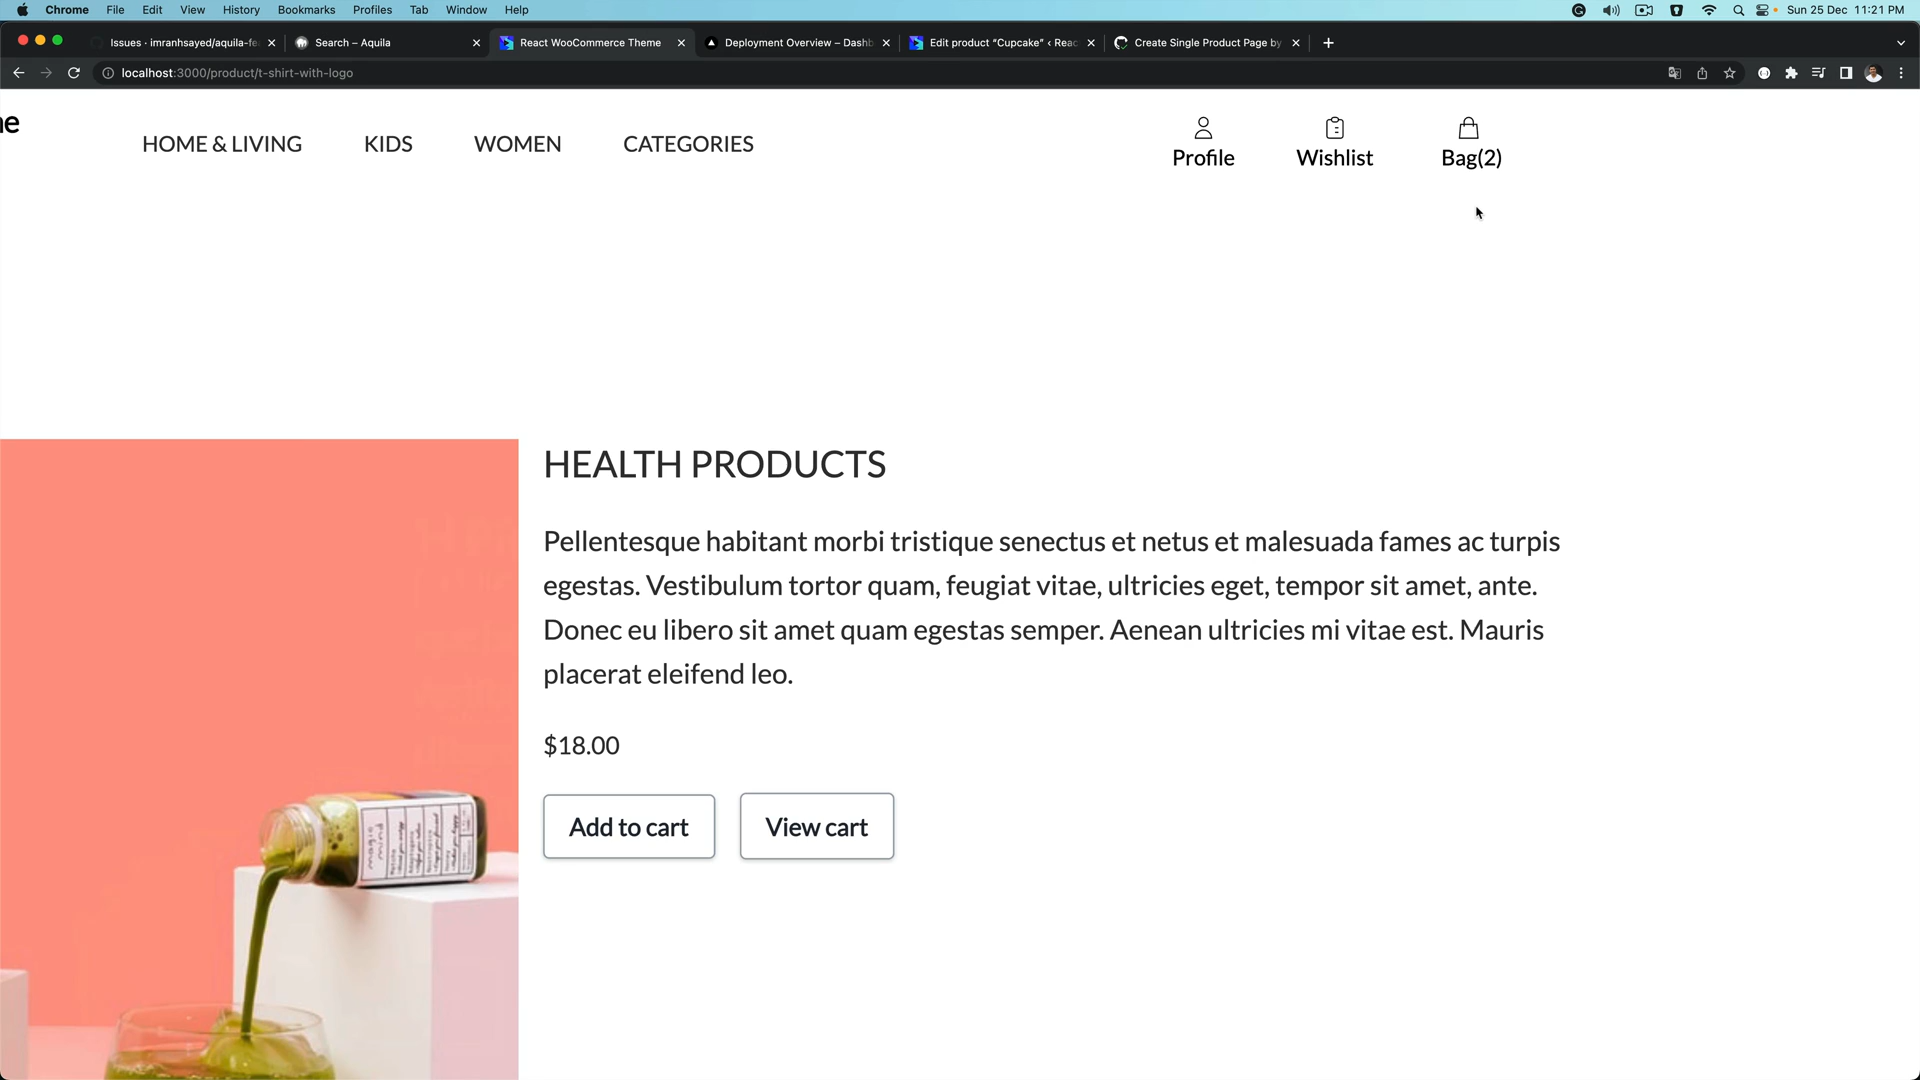 Chrome File Edit View History Bookmarks Profiles Tab Window Help Sun 25 Dec 11:21 PM
Issues · imranhsayed/aquila-fe Search – Aquila React WooCommerce Theme Deployment Overview – Dashb Edit product “Cupcake” ‹ Reac Create Single Product Page by
localhost:3000/product/t-shirt-with-logo
ne
HOME & LIVING KIDS WOMEN CATEGORIES Profile Wishlist Bag(2)
HEALTH PRODUCTS
Pellentesque habitant morbi tristique senectus et netus et malesuada fames ac turpis
egestas. Vestibulum tortor quam, feugiat vitae, ultricies eget, tempor sit amet, ante.
Donec eu libero sit amet quam egestas semper. Aenean ultricies mi vitae est. Mauris
placerat eleifend leo.
$18.00
Add to cart View cart
magic
mind